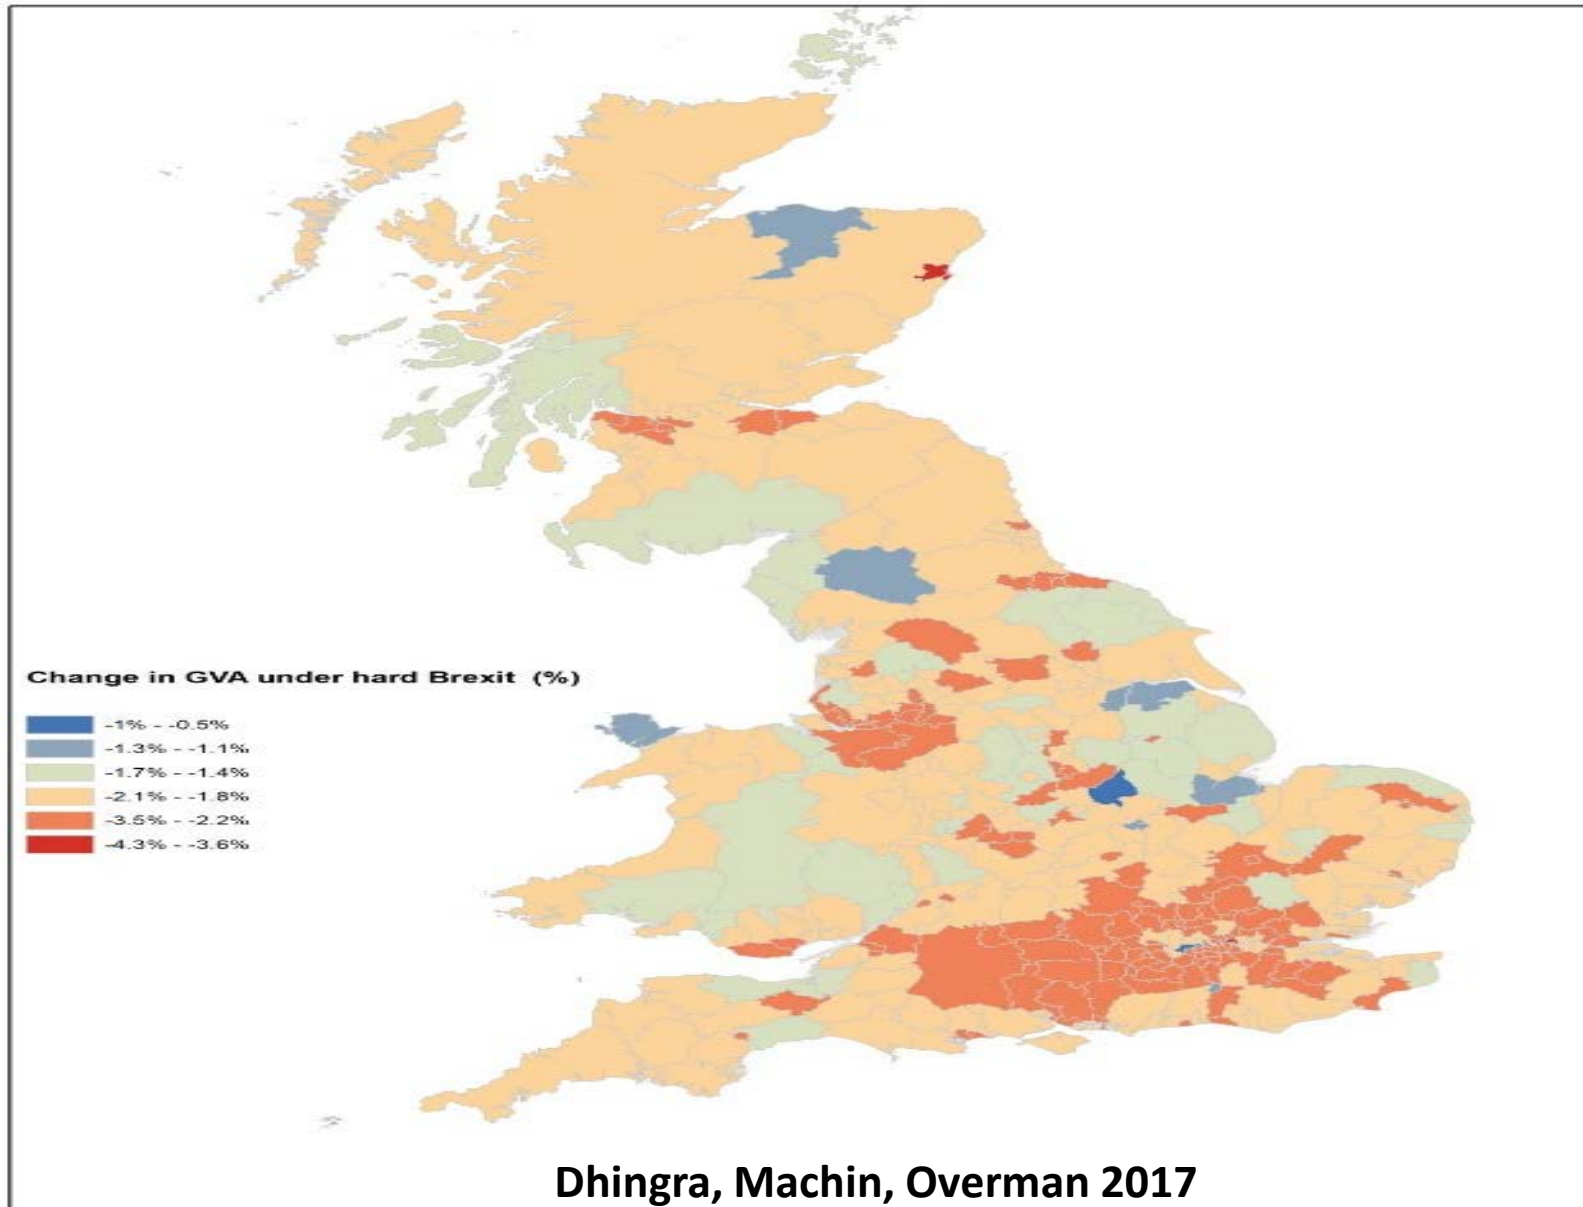 Change in GVA under hard Brexit (%)
-1% - -0.5%
-1.3% - -1.1%
-1.7% - -1.4%
-2.1% - -1.8%
-3.5% - -2.2%
-4.3% - -3.6%
Dhingra, Machin, Overman 2017